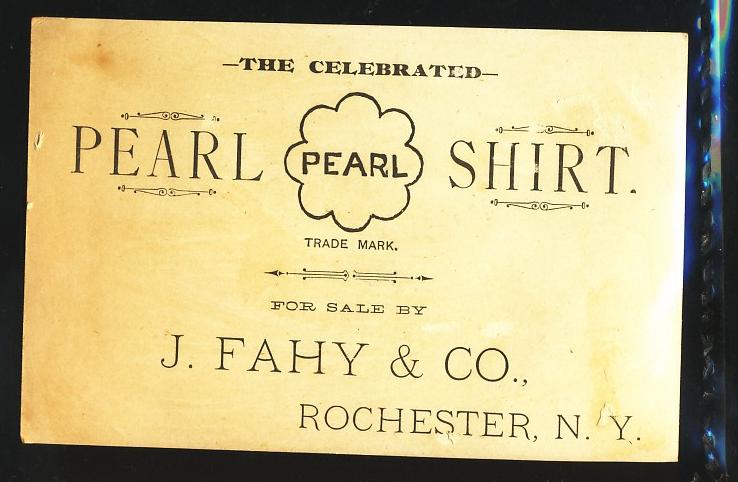 —THE CELEBRATED—
PEARL PEARL SHIRT.
TRADE MARK.
FOR SALE BY
J. FAHY & CO.,
ROCHESTER, N. Y.